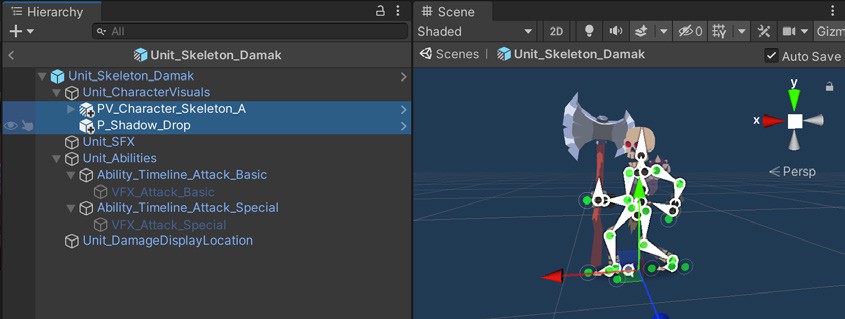 Hierarchy
All
Unit_Skeleton_Damak
Unit_Skeleton_Damak
Unit_CharacterVisuals
PV_Character_Skeleton_A
P_Shadow_Drop
Unit_SFX
Unit_Abilities
Ability_Timeline_Attack_Basic
VFX_Attack_Basic
Ability_Timeline_Attack_Special
VFX_Attack_Special
Unit_DamageDisplayLocation
Scene
Shaded 2D 0 Gizm
Scenes Unit_Skeleton_Damak Auto Save
y
x
Persp